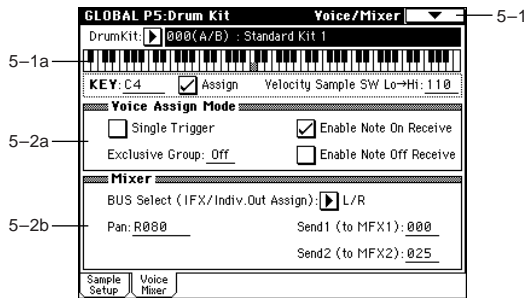 GLOBAL P5:Drum Kit Voice/Mixer 5–1
DrumKit: 000(A/B) : Standard Kit 1
5–1a
KEY:C4 Assign Velocity Sample SW Lo→Hi:110
Voice Assign Mode
Single Trigger Enable Note On Receive
5–2a
Exclusive Group: Off Enable Note Off Receive
Mixer
BUS Select (IFX/Indiv.Out Assign): L/R
5–2b
Pan:R080 Send1 (to MFX1):000
Send2 (to MFX2):025
Sample Setup Voice Mixer